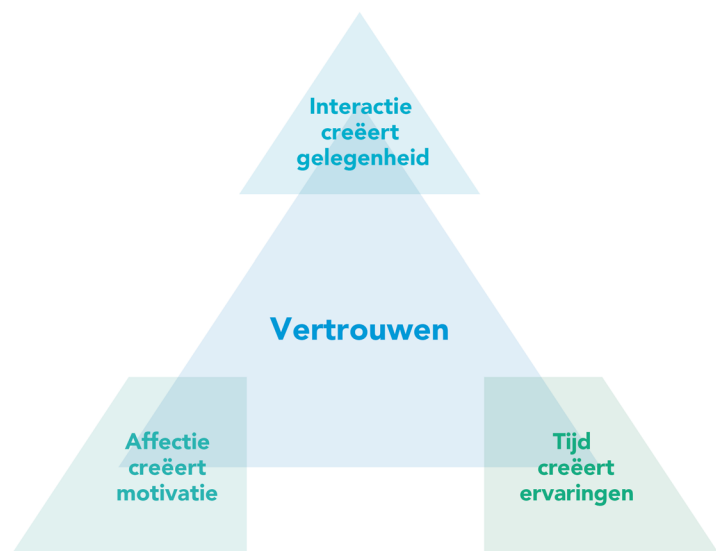 Interactie
creëert
gelegenheid
Vertrouwen
Affectie
creëert
motivatie
Tijd
creëert
ervaringen